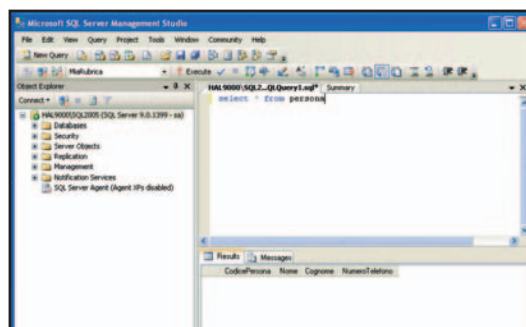 Microsoft SQL Server Management Studio
File Edit View Query Project Tools Window Community Help
New Query
MiaRubrica Execute
Object Explorer
HAL9000\SQL2...QLQuery1.sql* Summary
Connect
select * from persona
HAL9000\SQL2005 (SQL Server 9.0.1399 - sa)
Databases
Security
Server Objects
Replication
Management
Notification Services
SQL Server Agent (Agent XPs disabled)
Results Messages
CodicePersona Nome Cognome NumeroTelefono